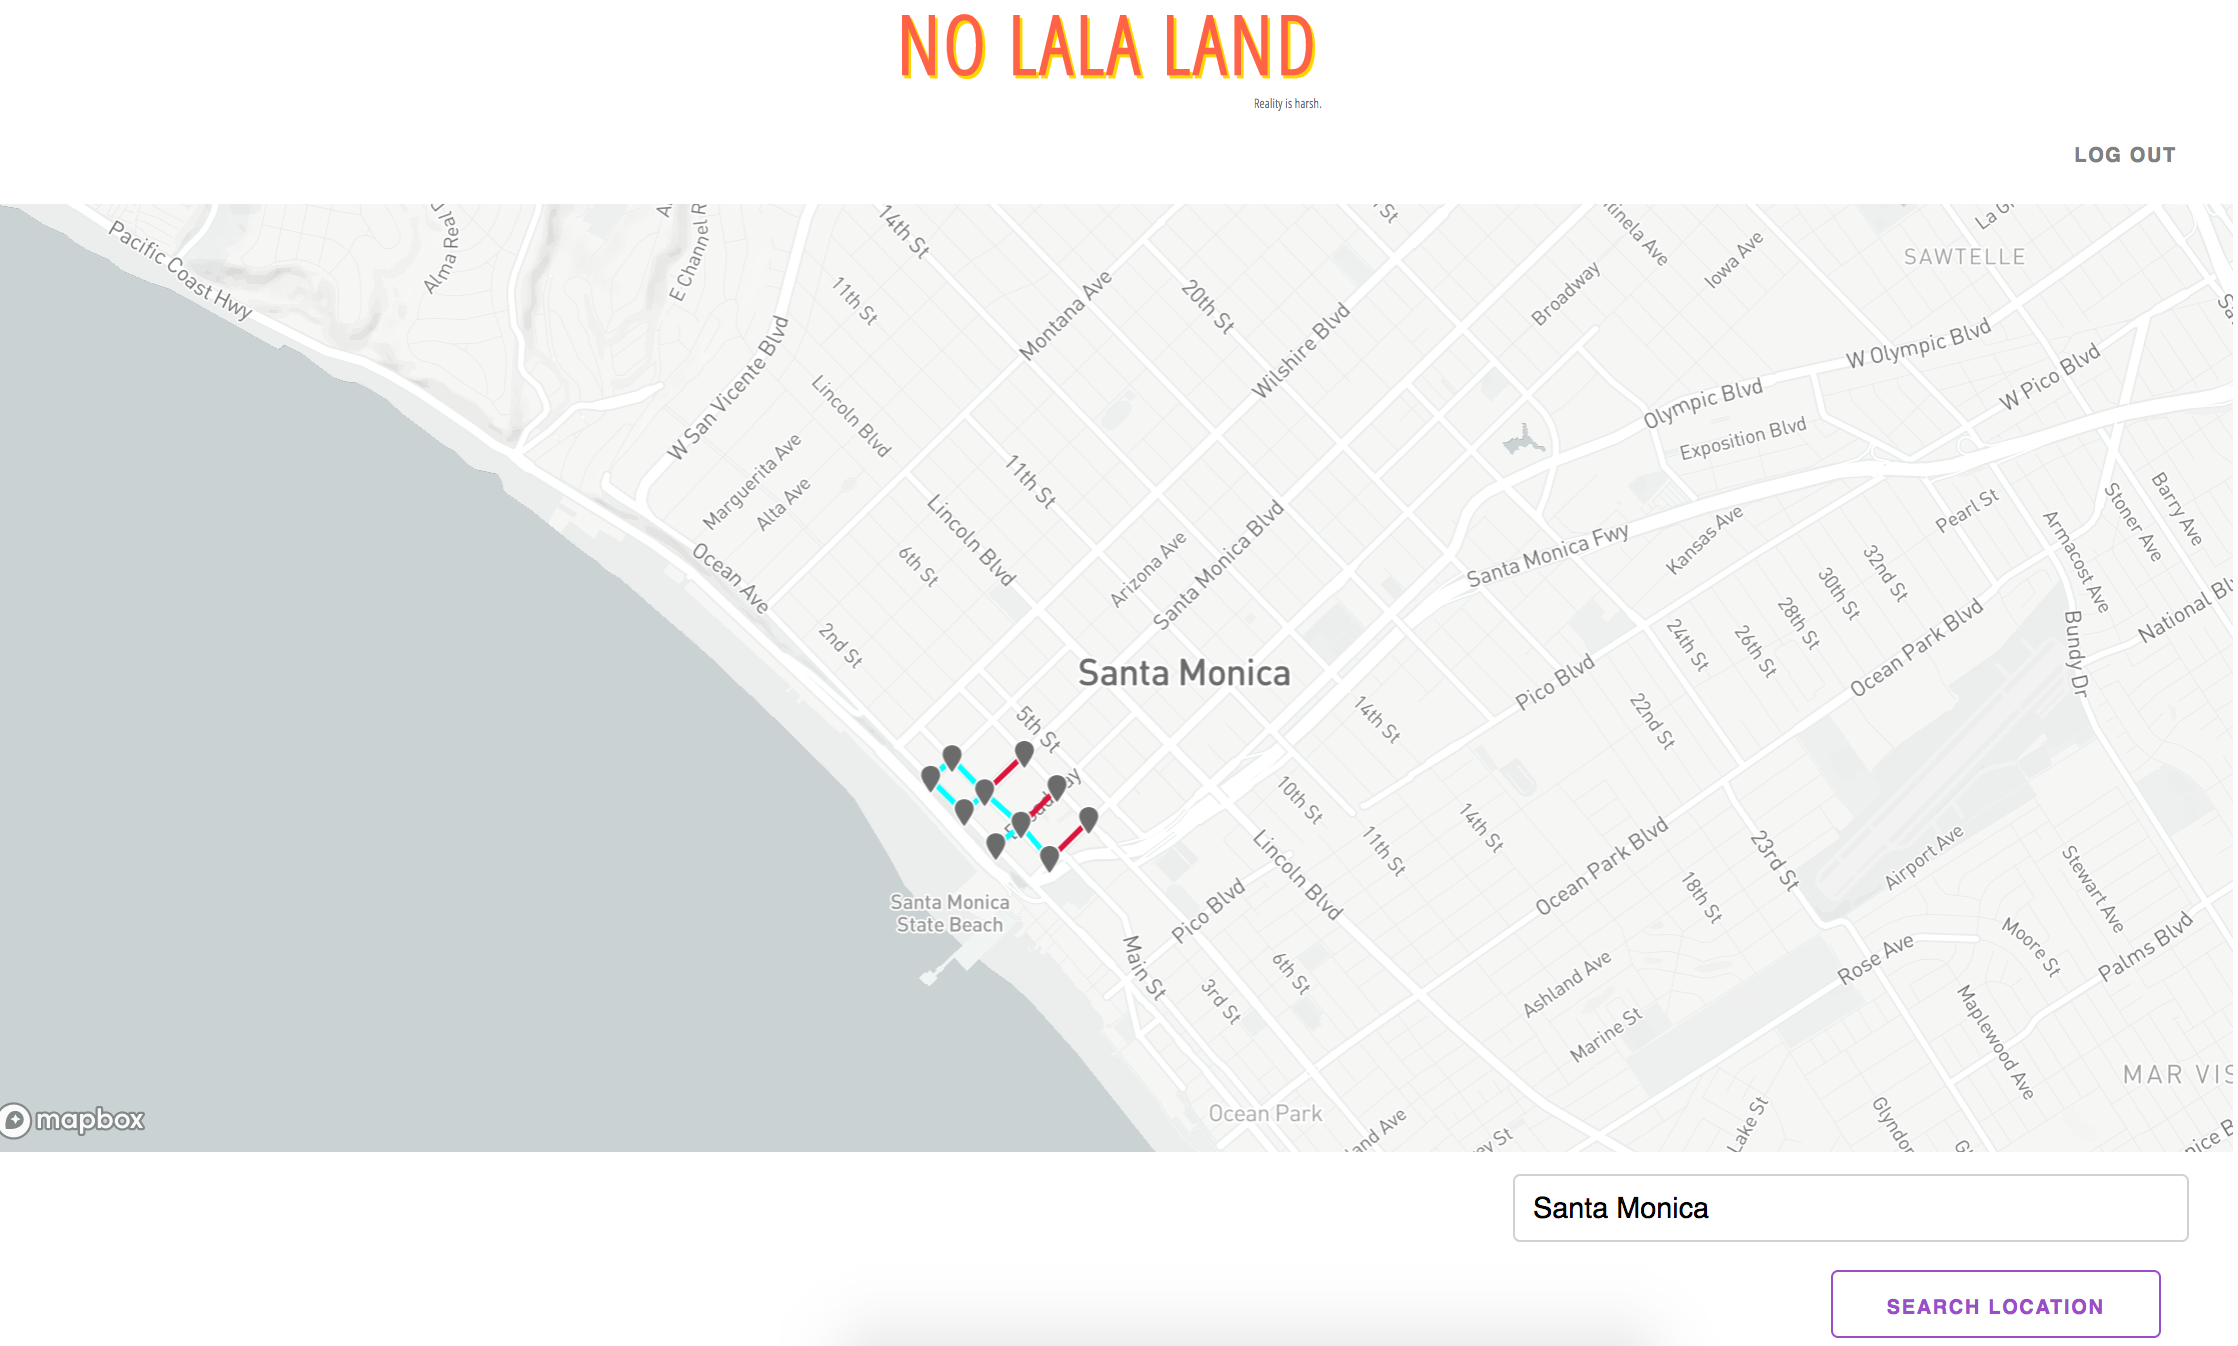 NO LALA LAND
Reality is harsh.
LOG OUT
Pacific Coast Hwy
E Channel R
14th St
11th St
Montana Ave
20th St
Wilshire Blvd
Broadway
Iowa Ave
SAWTELLE
W Olympic Blvd
W Pico Blvd
Olympic Blvd
Exposition Blvd
W San Vicente Blvd
Lincoln Blvd
Marguerita Ave
Alta Ave
11th St
Lincoln Blvd
6th St
Ocean Ave
2nd St
Arizona Ave
Santa Monica Blvd
Santa Monica Fwy
Kansas Ave
Pearl St
Barry Ave
Stoner Ave
Armacost Ave
32nd St
30th St
28th St
26th St
24th St
22nd St
Ocean Park Blvd
Bundy Dr
Santa Monica
Pico Blvd
14th St
5th St
10th St
11th St
14th St
Lincoln Blvd
Ocean Park Blvd
23rd St
Airport Ave
Stewart Ave
18th St
Santa Monica
State Beach
Pico Blvd
Main St
3rd St
6th St
Ashland Ave
Marine St
Rose Ave
Moore St
Palms Blvd
Maplewood Ave
MAR VIS
Ocean Park
Lake St
mapbox
Santa Monica
SEARCH LOCATION